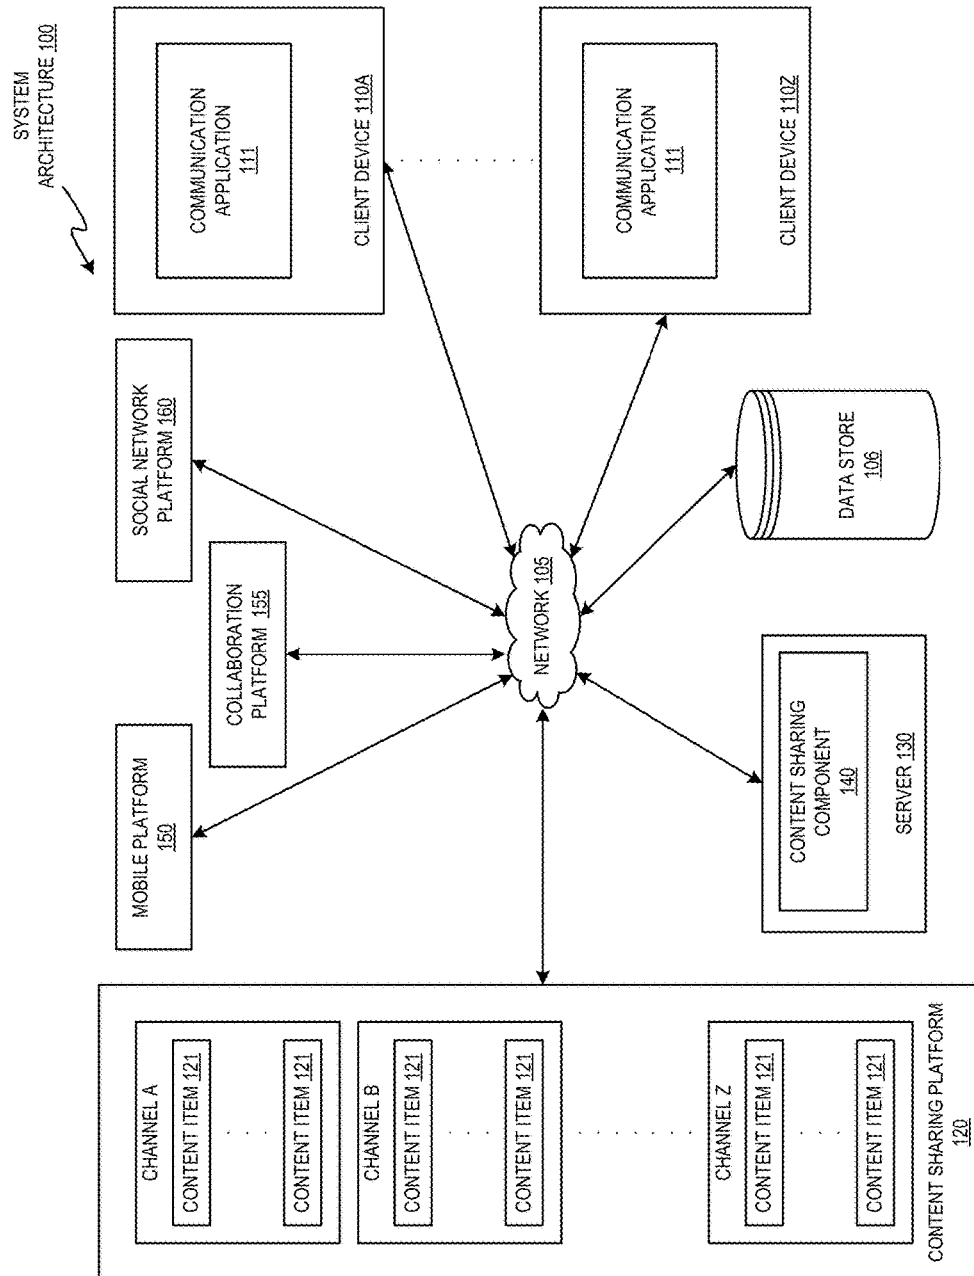 SYSTEM
ARCHITECTURE 100
COMMUNICATION
APPLICATION
111
CLIENT DEVICE 110A
COMMUNICATION
APPLICATION
111
CLIENT DEVICE 110Z
SOCIAL NETWORK
PLATFORM 160
COLLABORATION
PLATFORM 155
MOBILE PLATFORM
150
NETWORK 105
DATA STORE
106
CONTENT SHARING
COMPONENT
140
SERVER 130
CHANNEL A
CONTENT ITEM 121
CONTENT ITEM 121
CHANNEL B
CONTENT ITEM 121
CONTENT ITEM 121
CHANNEL Z
CONTENT ITEM 121
CONTENT ITEM 121
CONTENT SHARING PLATFORM
120